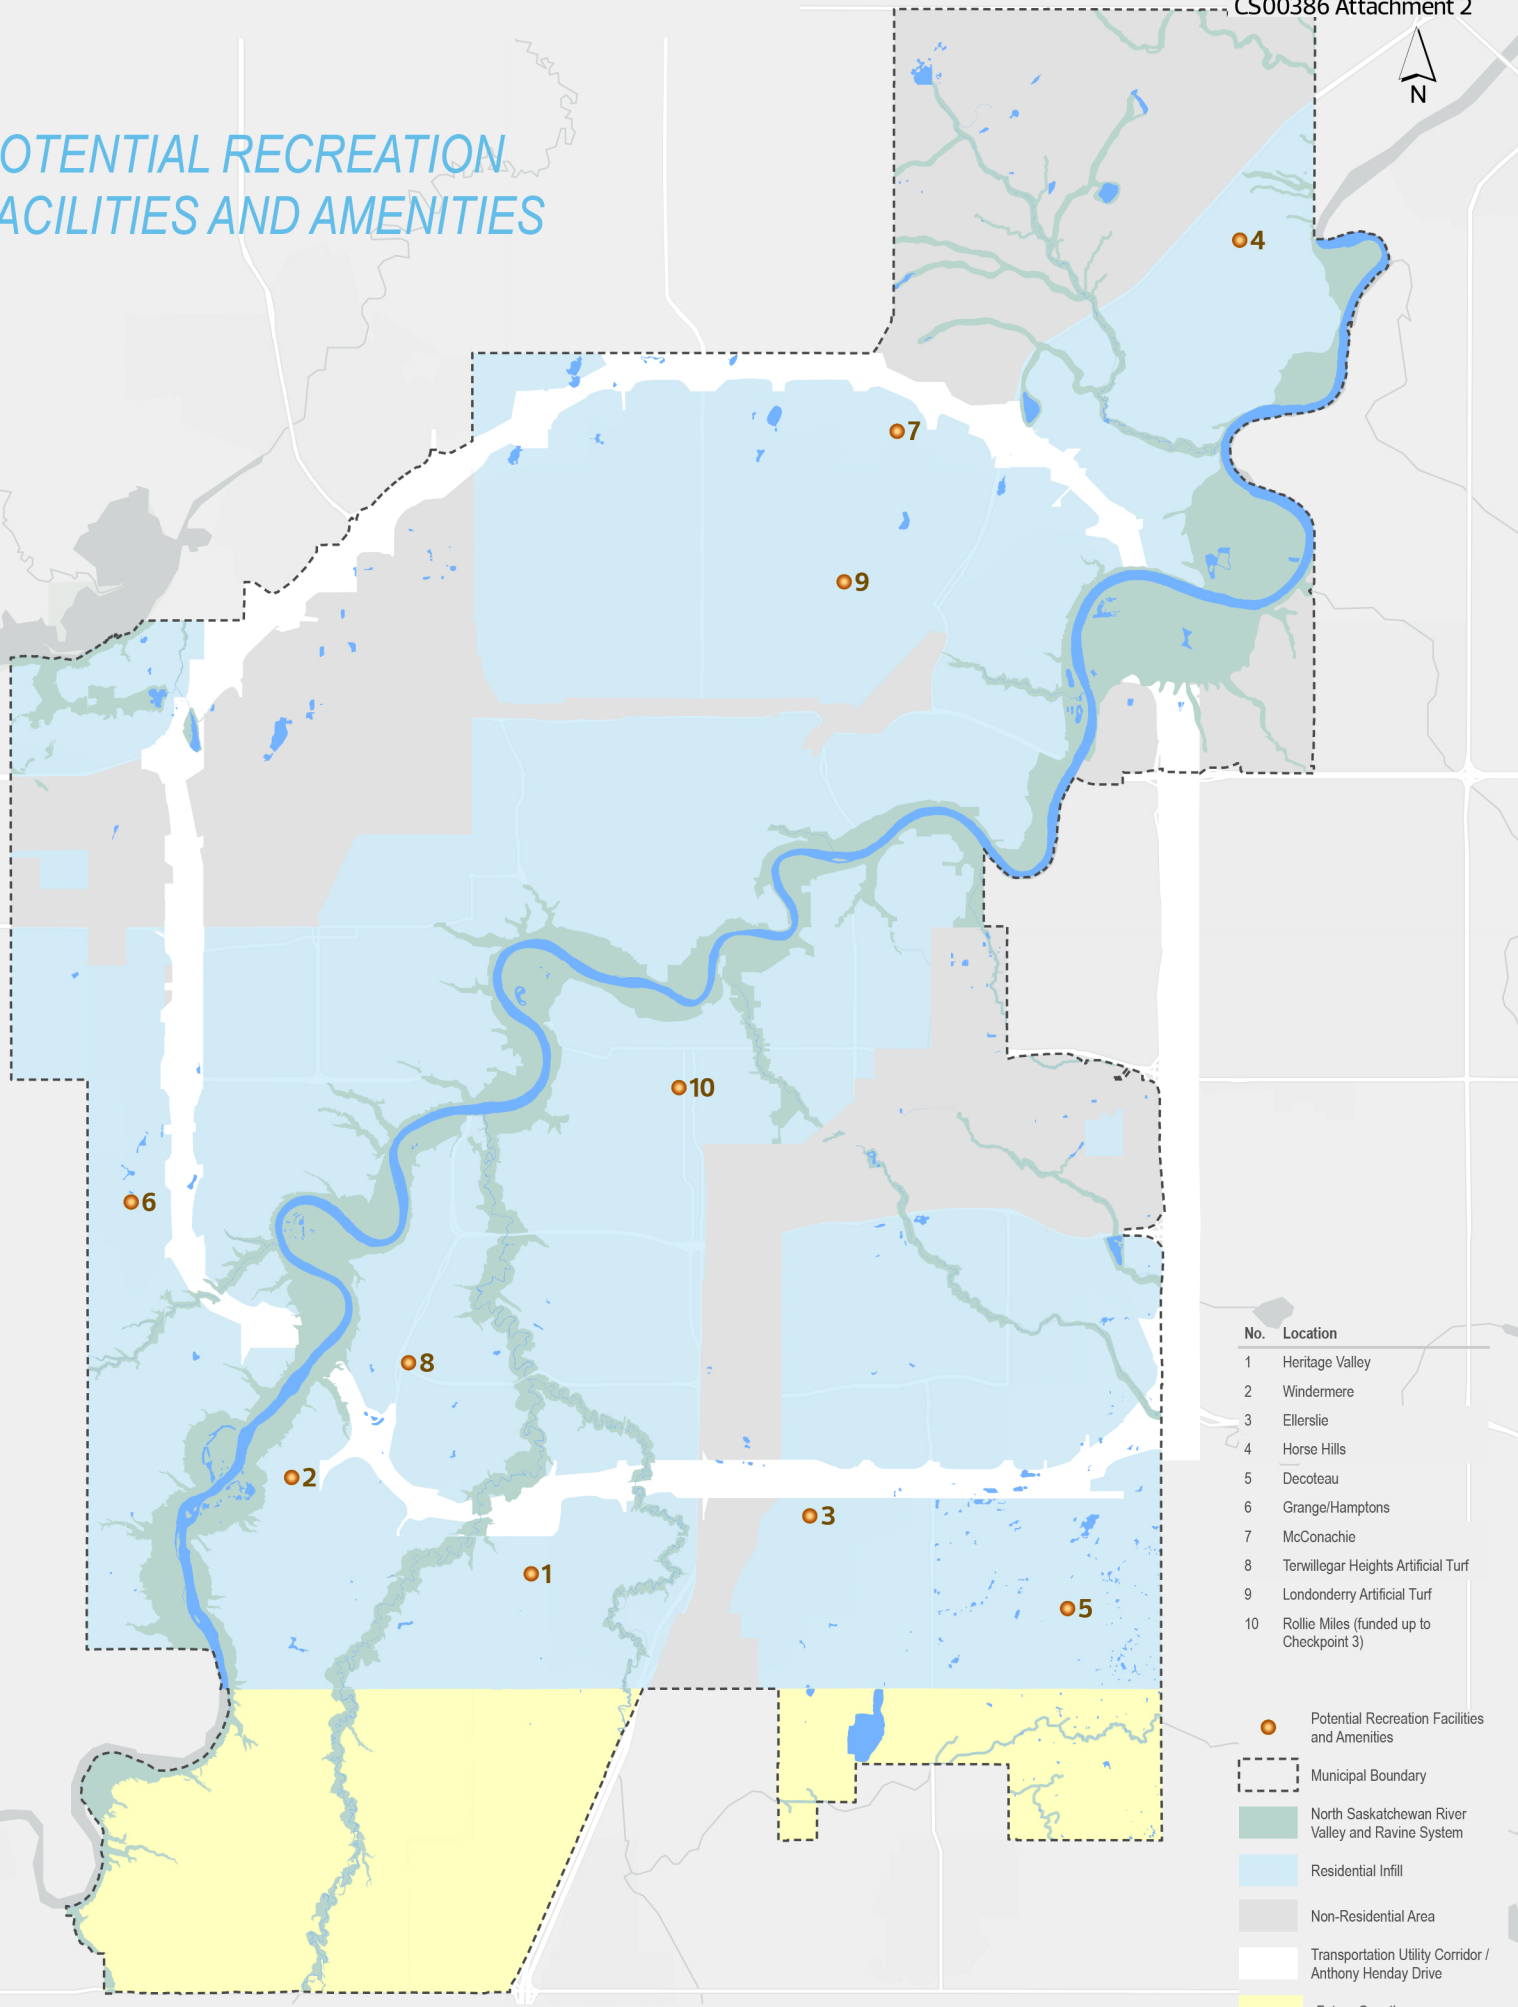 CS00386 Attachment 2
N
OTENTIAL RECREATION
ACILITIES AND AMENITIES
4
7
9
10
6
8
2
3
1
5
No. Location
1 Heritage Valley
2 Windermere
3 Ellerslie
4 Horse Hills
5 Decoteau
6 Grange/Hamptons
7 McConachie
8 Terwillegar Heights Artificial Turf
9 Londonderry Artificial Turf
10 Rollie Miles (funded up to
Checkpoint 3)
Potential Recreation Facilities
and Amenities
Municipal Boundary
North Saskatchewan River
Valley and Ravine System
Residential Infill
Non-Residential Area
Transportation Utility Corridor /
Anthony Henday Drive